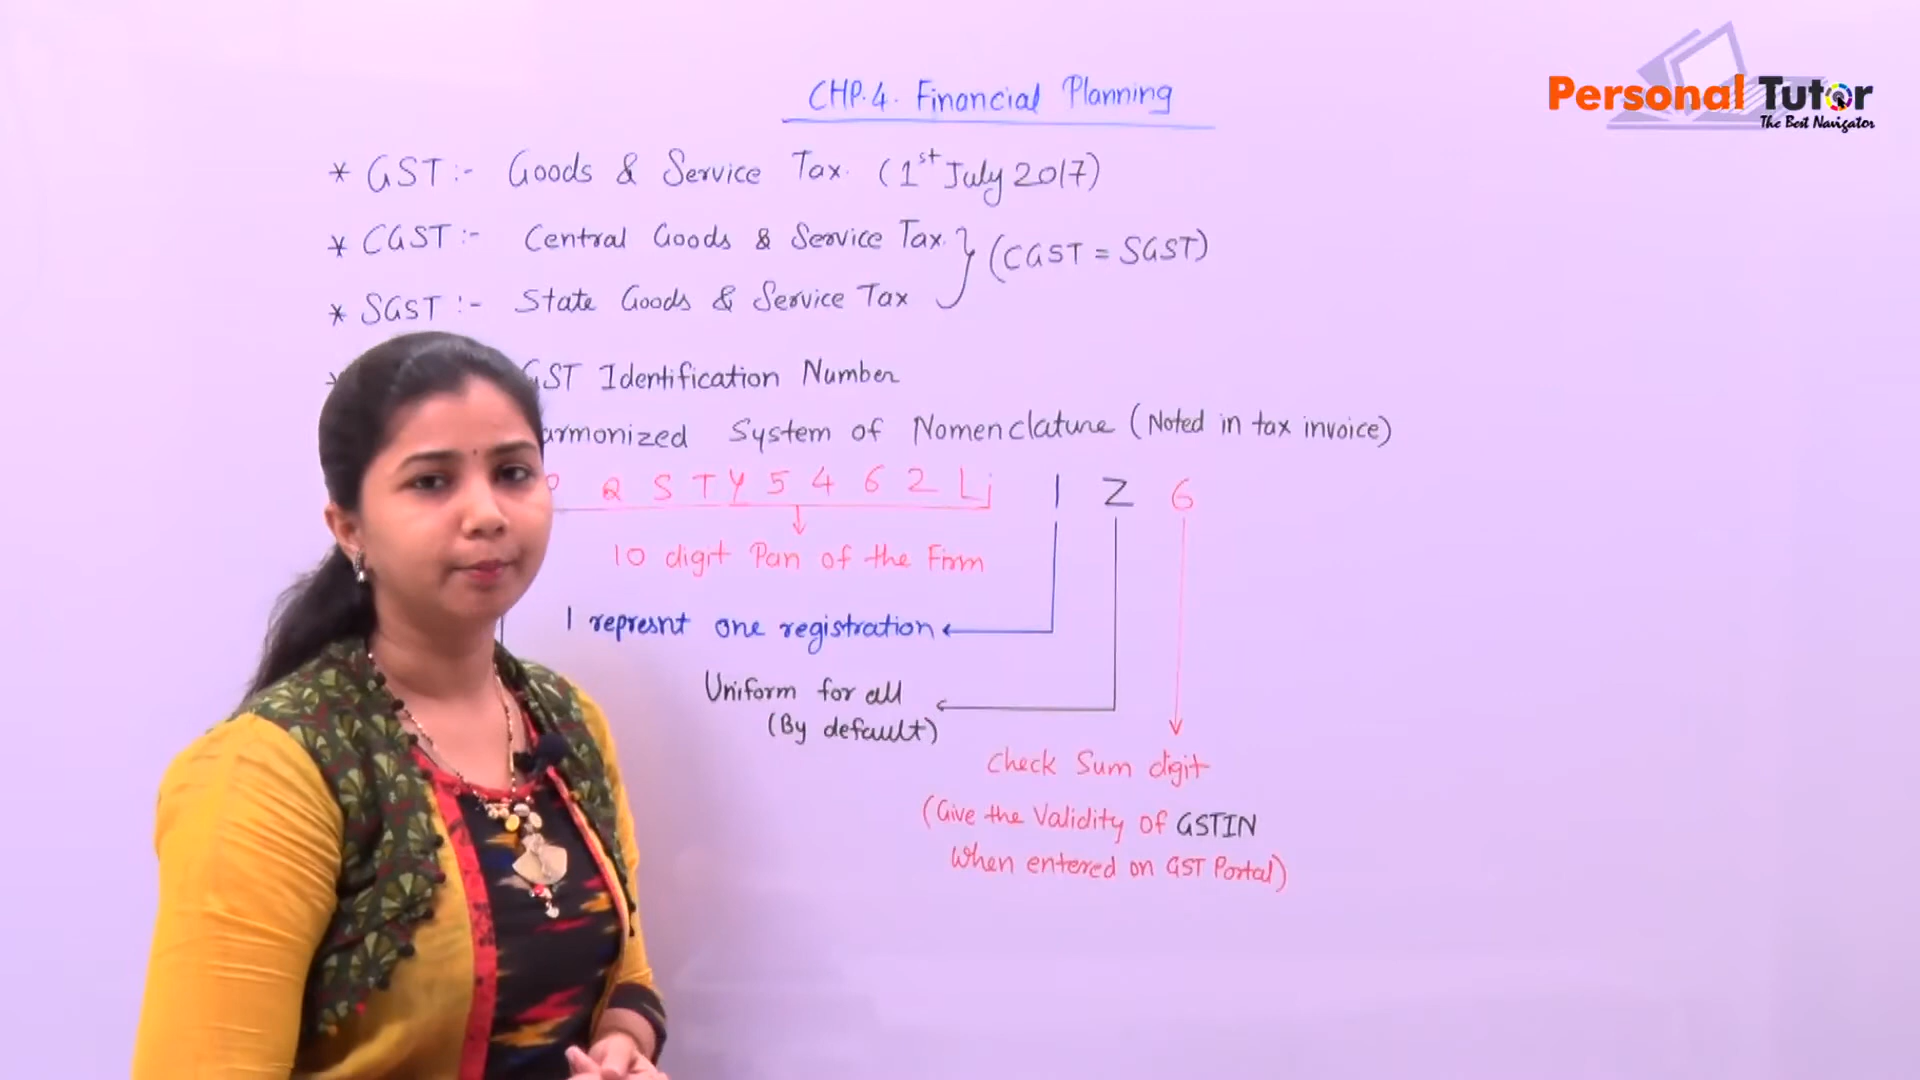 CHP.4. Financial Planning
Personal Tutor
The Best Navigator
* GST :- Goods & Service Tax. (1st July 2017)
* CGST :- Central Goods & Service Tax. } (CGST = SGST)
* SGST :- State Goods & Service Tax
* GST Identification Number
armonized System of Nomenclature (Noted in tax invoice)
Q S T Y 5 4 6 2 L 1 Z 6
10 digit Pan of the Firm
1 represnt one registration
Uniform for all
(By default)
Check Sum digit
(Give the Validity of GSTIN
When entered on GST Portal)